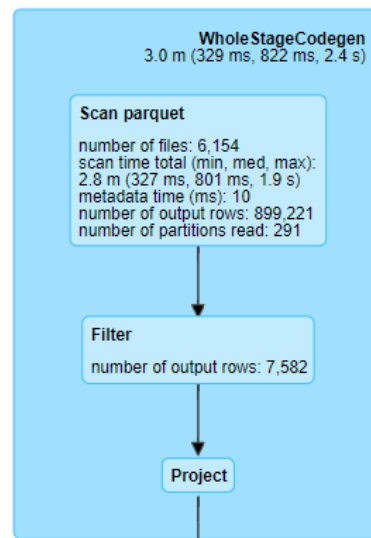 WholeStageCodegen
3.0 m (329 ms, 822 ms, 2.4 s)
Scan parquet
number of files: 6,154
scan time total (min, med, max):
2.8 m (327 ms, 801 ms, 1.9 s)
metadata time (ms): 10
number of output rows: 899,221
number of partitions read: 291
Filter
number of output rows: 7,582
Project